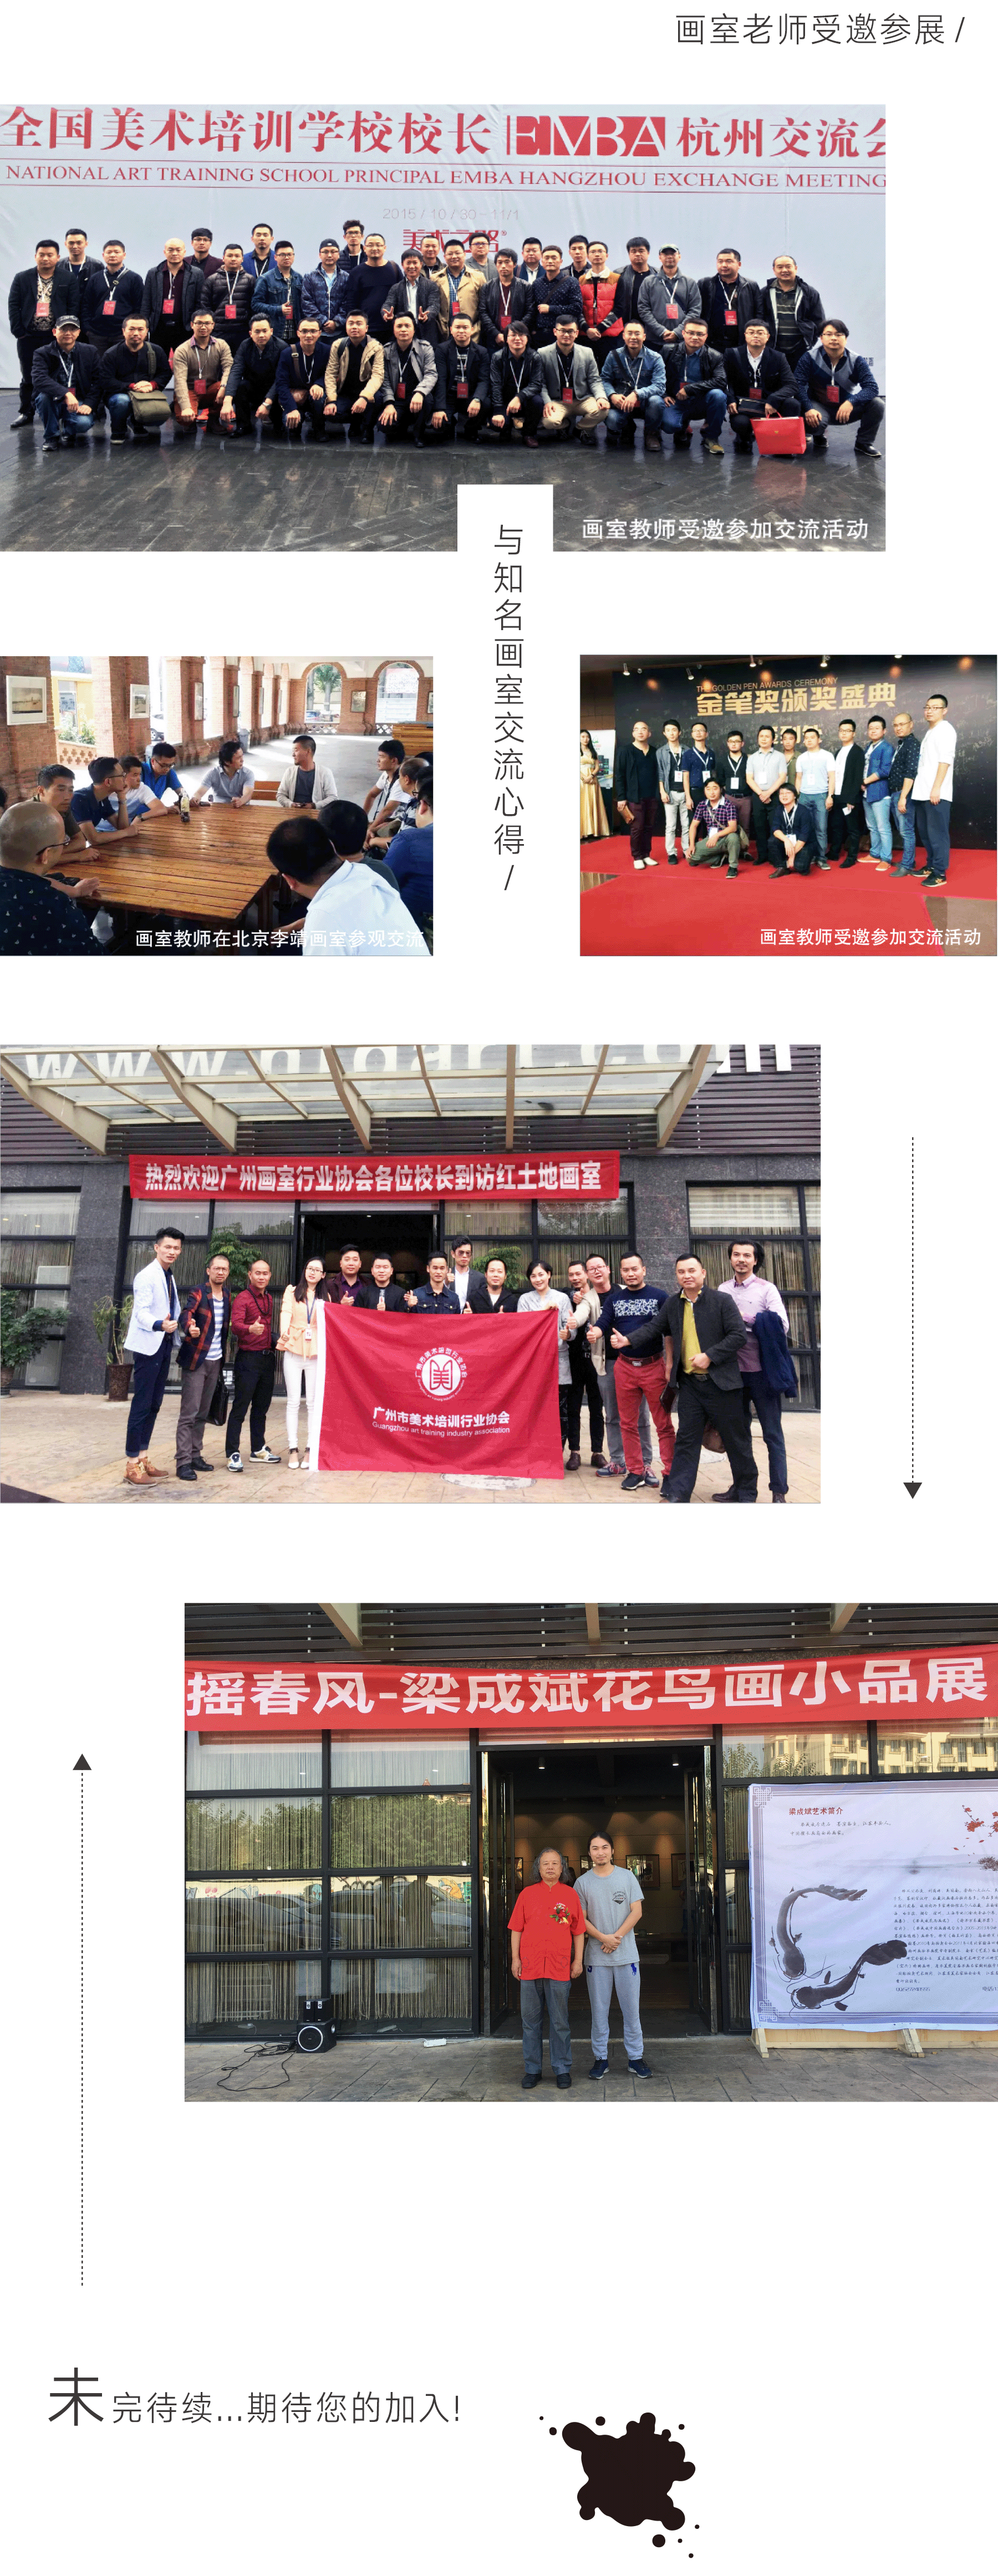 画室老师受邀参展 /
全国美术培训学校校长 | EMBA 杭州交流会
NATIONAL ART TRAINING SCHOOL PRINCIPAL EMBA HANGZHOU EXCHANGE MEETING
2015 / 10 / 30 - 11/1
美术之路®
画室教师受邀参加交流活动
与知名画室交流心得 /
画室教师在北京李靖画室参观交流
THE GOLDEN PEN AWARDS CEREMONY
金笔奖颁奖盛典
画室教师受邀参加交流活动
热烈欢迎广州画室行业协会各位校长到访红土地画室
广州市美术培训行业协会
Guangzhou art training industry association
摇春风-梁成斌花鸟画小品展
梁成斌艺术简介
未完待续...期待您的加入!